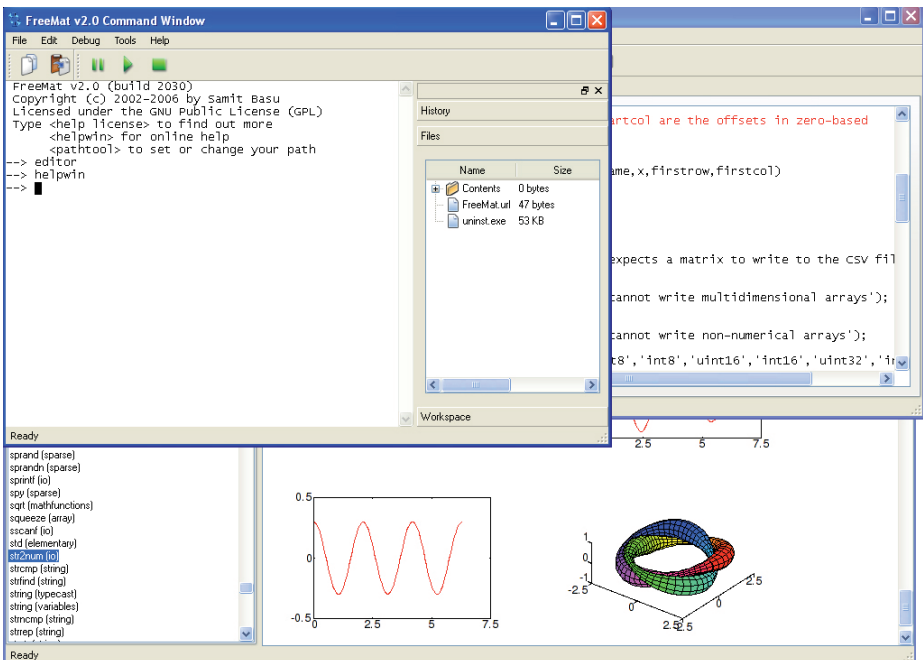 FreeMat v2.0 Command Window
File Edit Debug Tools Help
FreeMat v2.0 (build 2030)
Copyright (c) 2002-2006 by Samit Basu
Licensed under the GNU Public License (GPL)
Type <help license> to find out more
<helpwin> for online help
<pathtool> to set or change your path
--> editor
--> helpwin
-->
History
Files
Name Size
Contents 0 bytes
FreeMat.url 47 bytes
uninst.exe 53 KB
Workspace
Ready
artcol are the offsets in zero-based
ame,x,firstrow,firstcol)
expects a matrix to write to the CSV fil
cannot write multidimensional arrays');
cannot write non-numerical arrays');
t8','int8','uint16','int16','uint32','in
2.5 5 7.5
sprand (sparse)
sprandn (sparse)
sprintf (io)
spy (sparse)
sqrt (mathfunctions)
squeeze (array)
sscanf (io)
std (elementary)
str2num (io)
strcmp (string)
strfind (string)
string (typecast)
string (variables)
strncmp (string)
strrep (string)
0.5
0
-0.5
0 2.5 5 7.5
1
0
-1
-2.5
0
2.5
-2.5
0
2.5
Ready